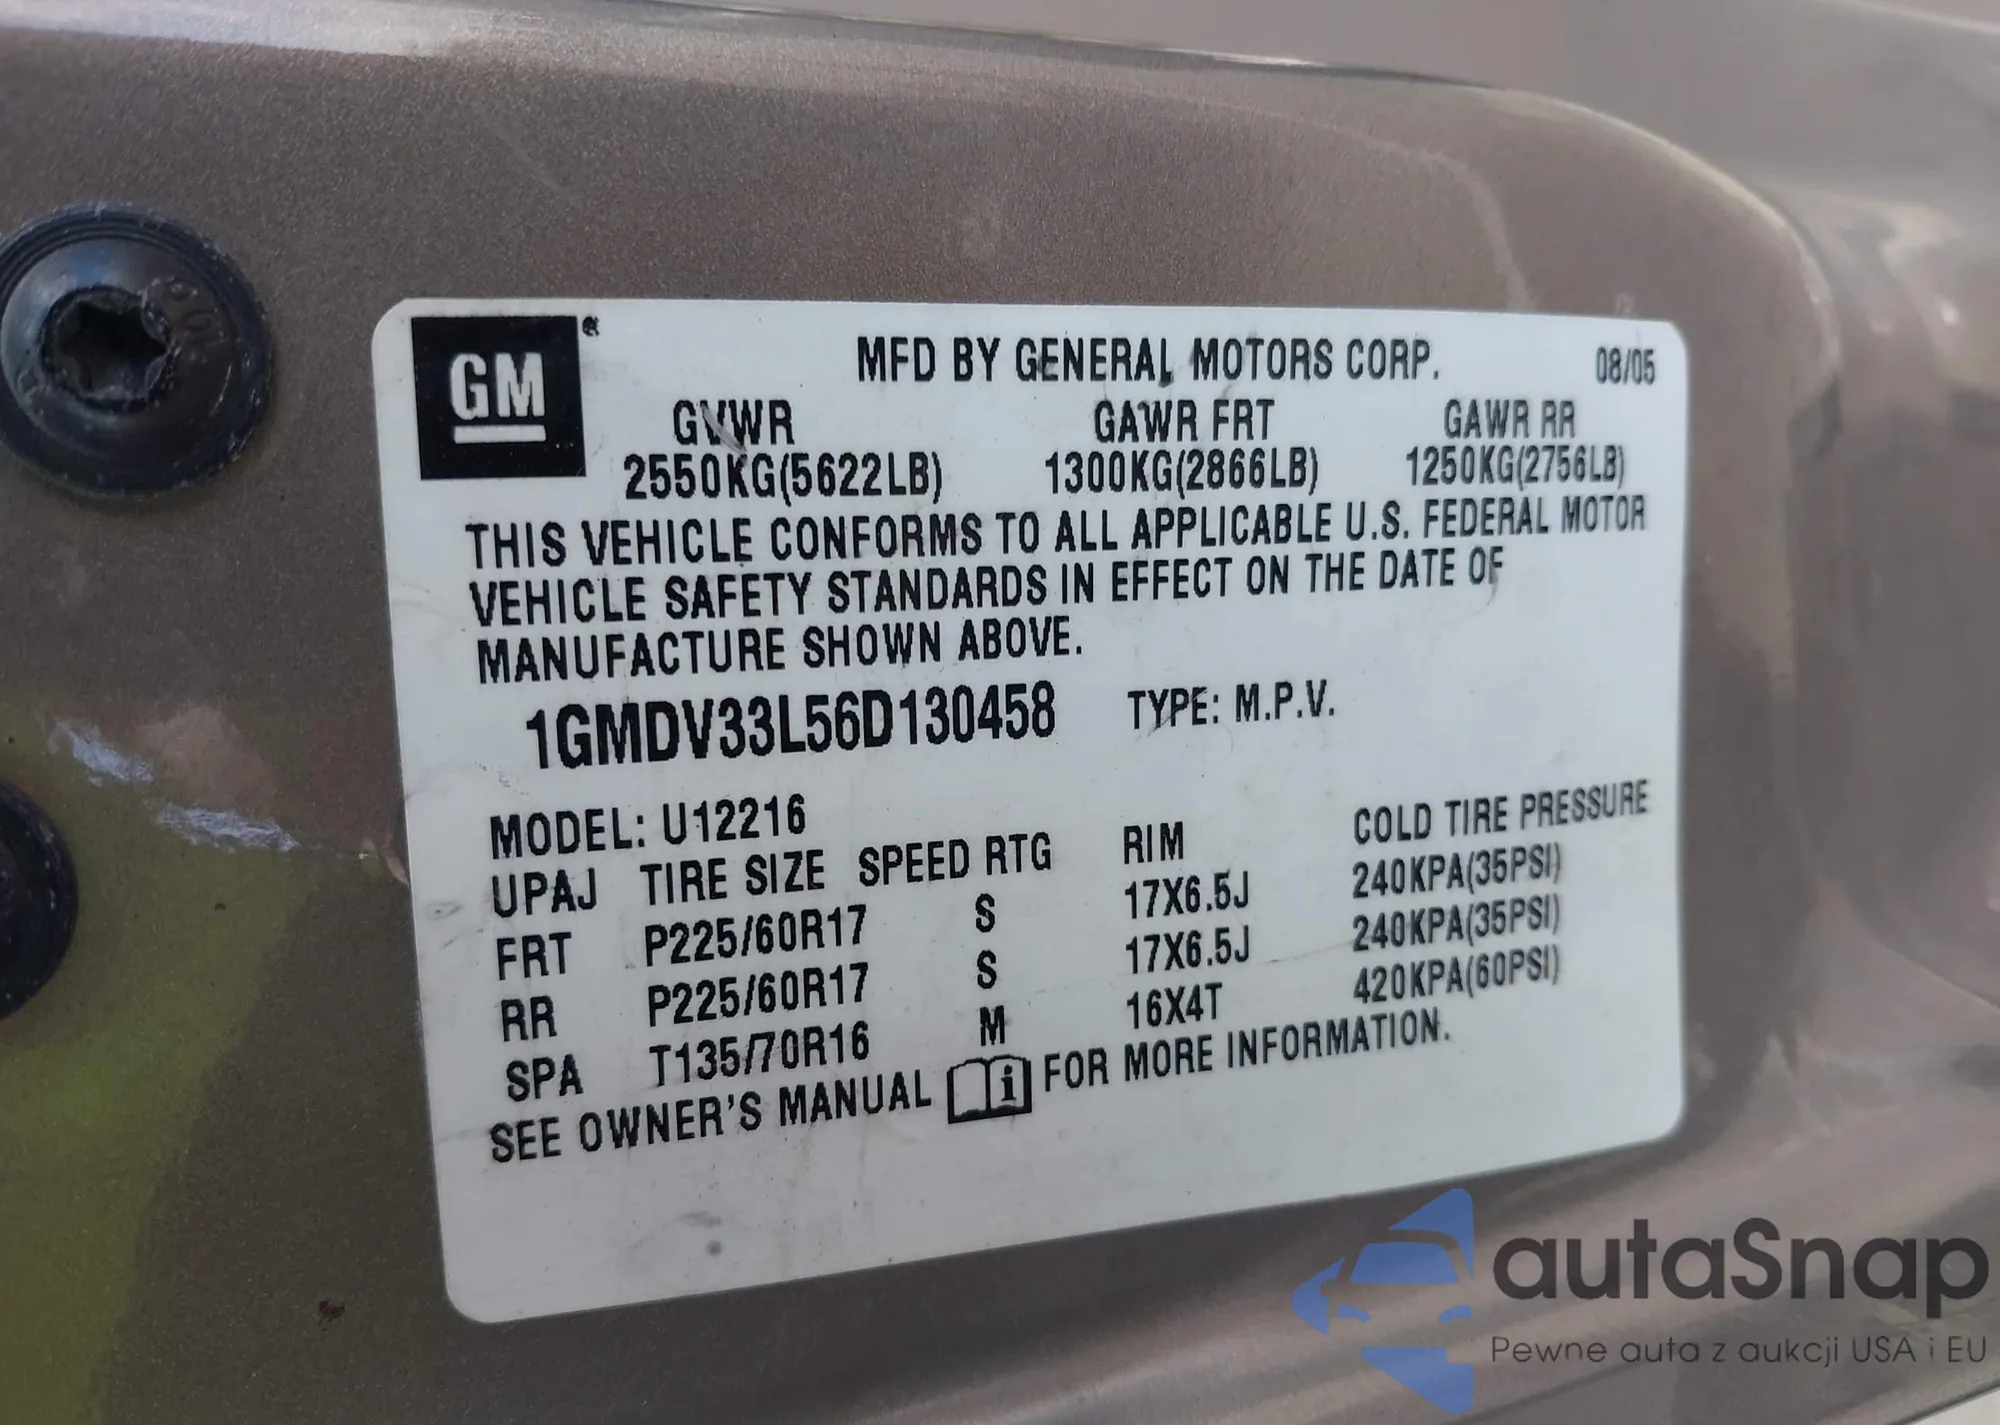 GM®
MFD BY GENERAL MOTORS CORP. 08/05
GVWR GAWR FRT GAWR RR
2550KG(5622LB) 1300KG(2866LB) 1250KG(2756LB)
THIS VEHICLE CONFORMS TO ALL APPLICABLE U.S. FEDERAL MOTOR
VEHICLE SAFETY STANDARDS IN EFFECT ON THE DATE OF
MANUFACTURE SHOWN ABOVE.
1GMDV33L56D130458 TYPE: M.P.V.
MODEL: U12216
UPAJ TIRE SIZE SPEED RTG RIM COLD TIRE PRESSURE
FRT P225/60R17 S 17X6.5J 240KPA(35PSI)
RR P225/60R17 S 17X6.5J 240KPA(35PSI)
SPA T135/70R16 M 16X4T 420KPA(60PSI)
SEE OWNER'S MANUAL i FOR MORE INFORMATION.
autaSnap
Pewne auta z aukcji USA i EU